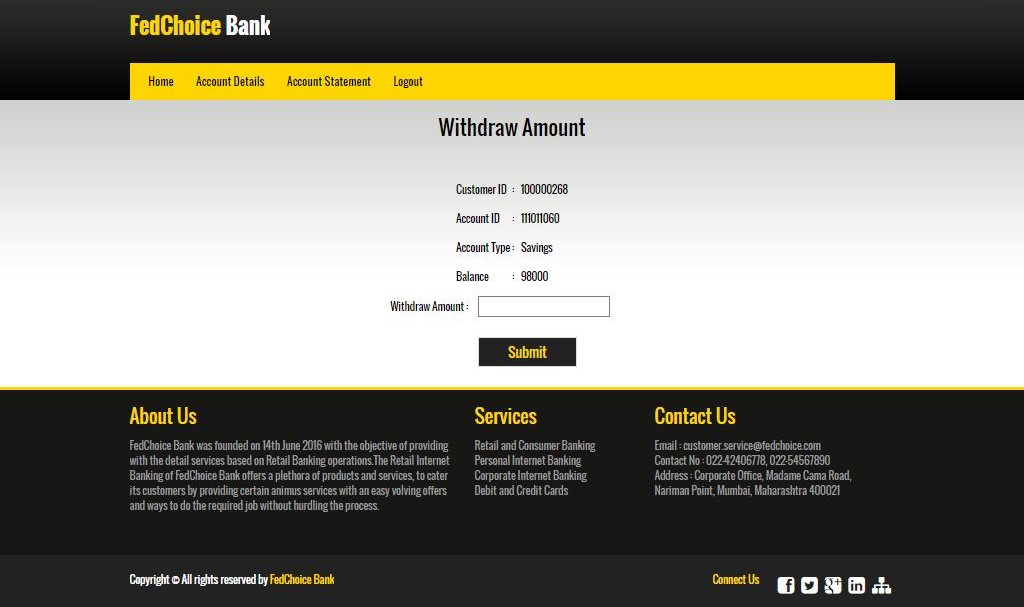 FedChoice Bank
Home Account Details Account Statement Logout
Withdraw Amount
Customer ID : 100000268
Account ID : 111011060
Account Type : Savings
Balance : 98000
Withdraw Amount :
Submit
About Us
FedChoice Bank was founded on 14th June 2016 with the objective of providing
with the detail services based on Retail Banking operations.The Retail Internet
Banking of FedChoice Bank offers a plethora of products and services, to cater
its customers by providing certain animus services with an easy volving offers
and ways to do the required job without hurdling the process.
Services
Retail and Consumer Banking
Personal Internet Banking
Corporate Internet Banking
Debit and Credit Cards
Contact Us
Email : customer.service@fedchoice.com
Contact No : 022-42406778, 022-54567890
Address : Corporate Office, Madame Cama Road,
Nariman Point, Mumbai, Maharashtra 400021
Copyright © All rights reserved by FedChoice Bank
Connect Us